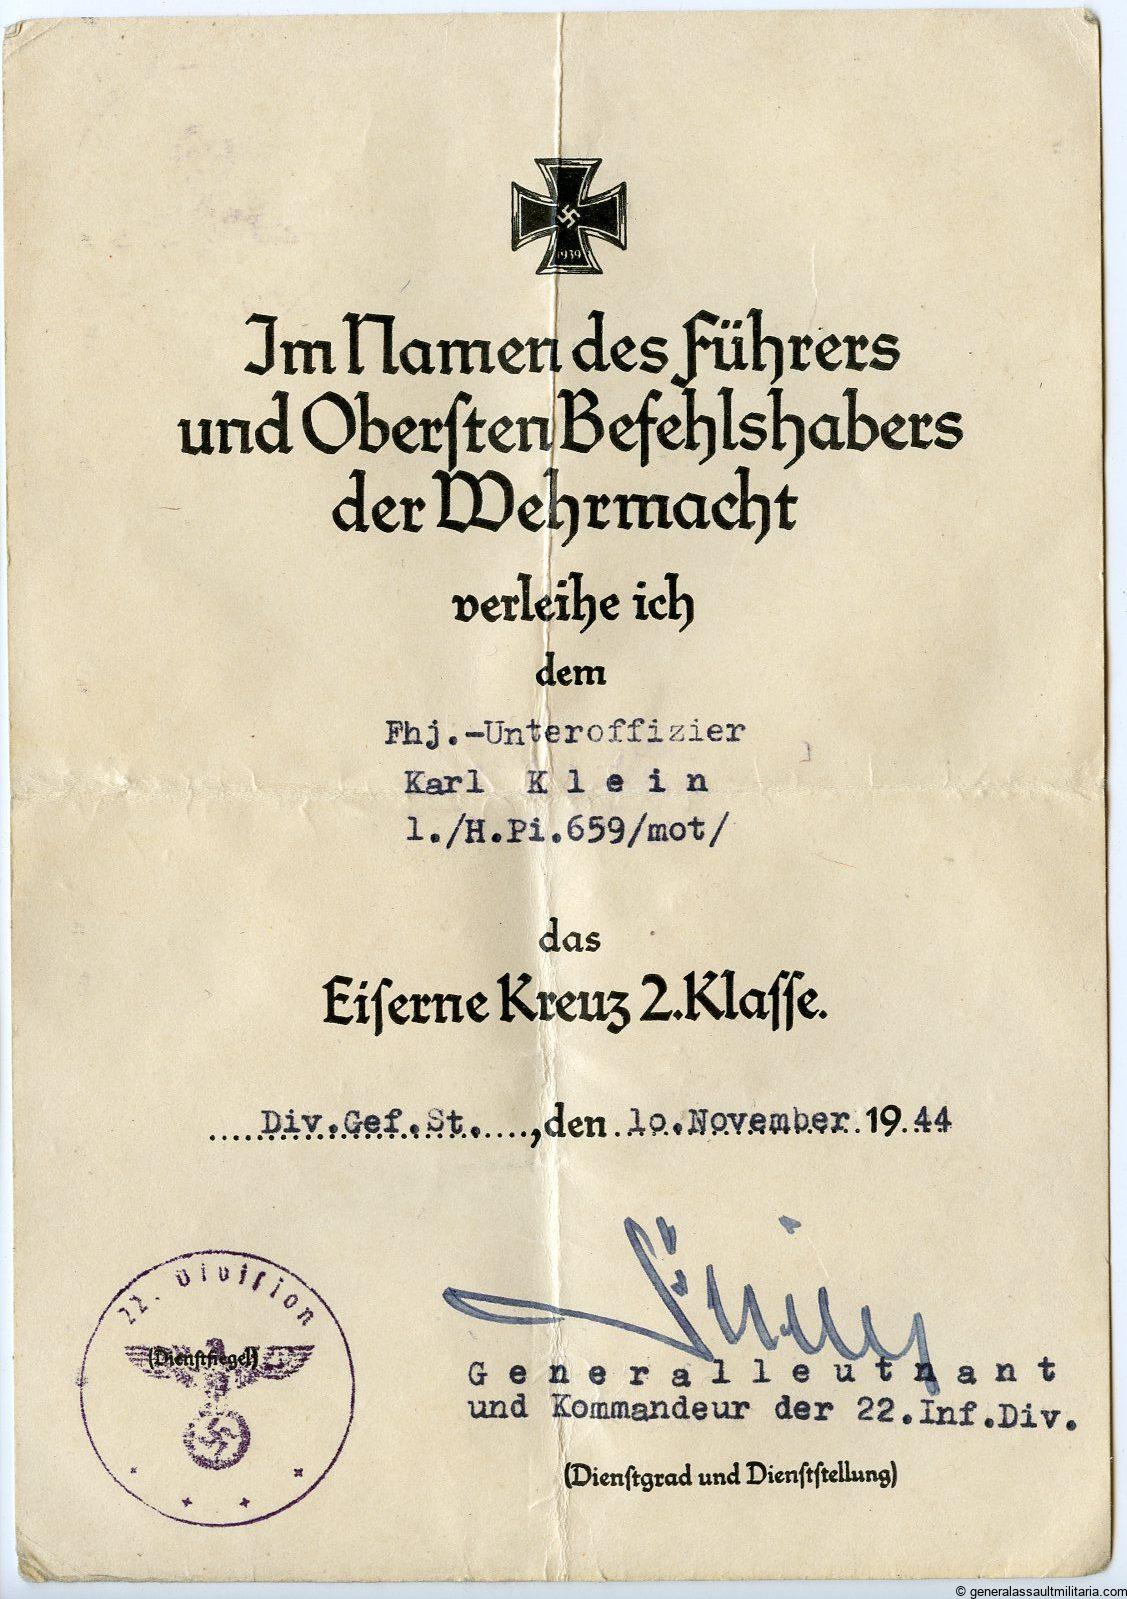 1939
Im Namen des Führers
und Oberſten Befehlshabers
der Wehrmacht
verleihe ich
dem
Fhj.-Unteroffizier
Karl K l e i n
1./H.Pi.659/mot/
das
Eiſerne Kreuz 2.Klaſſe.
Div.Gef.St. ,den 10.November 1944
22. Diviſion
(Dienſtſiegel)
G e n e r a l l e u t n a n t
und Kommandeur der 22.Inf.Div.
(Dienſtgrad und Dienſtſtellung)
© generalassaultmilitaria.com